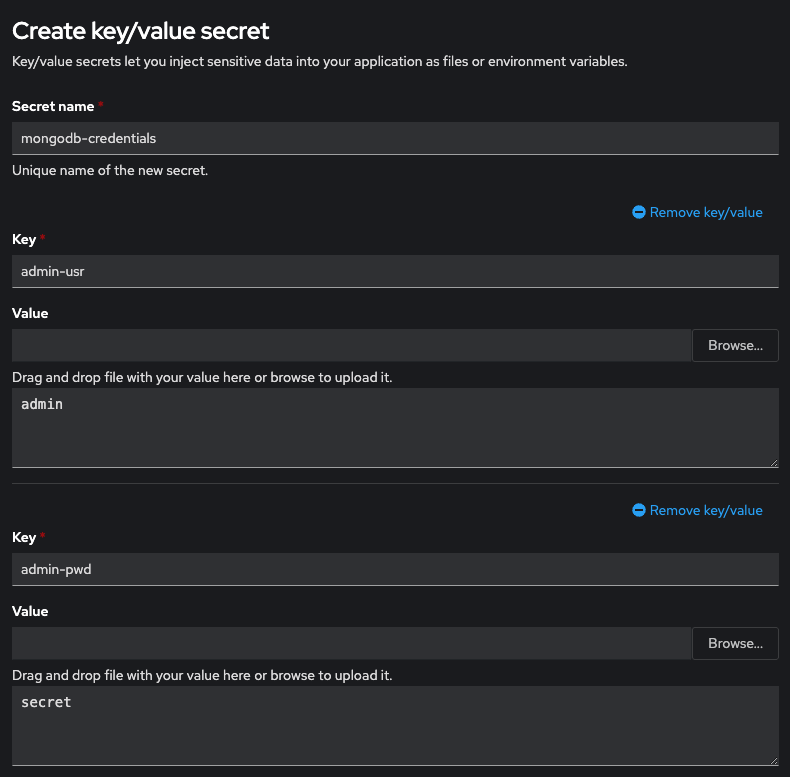 Create key/value secret
Key/value secrets let you inject sensitive data into your application as files or environment variables.
Secret name *
mongodb-credentials
Unique name of the new secret.
Remove key/value
Key *
admin-usr
Value
Browse...
Drag and drop file with your value here or browse to upload it.
admin
Remove key/value
Key *
admin-pwd
Value
Browse...
Drag and drop file with your value here or browse to upload it.
secret